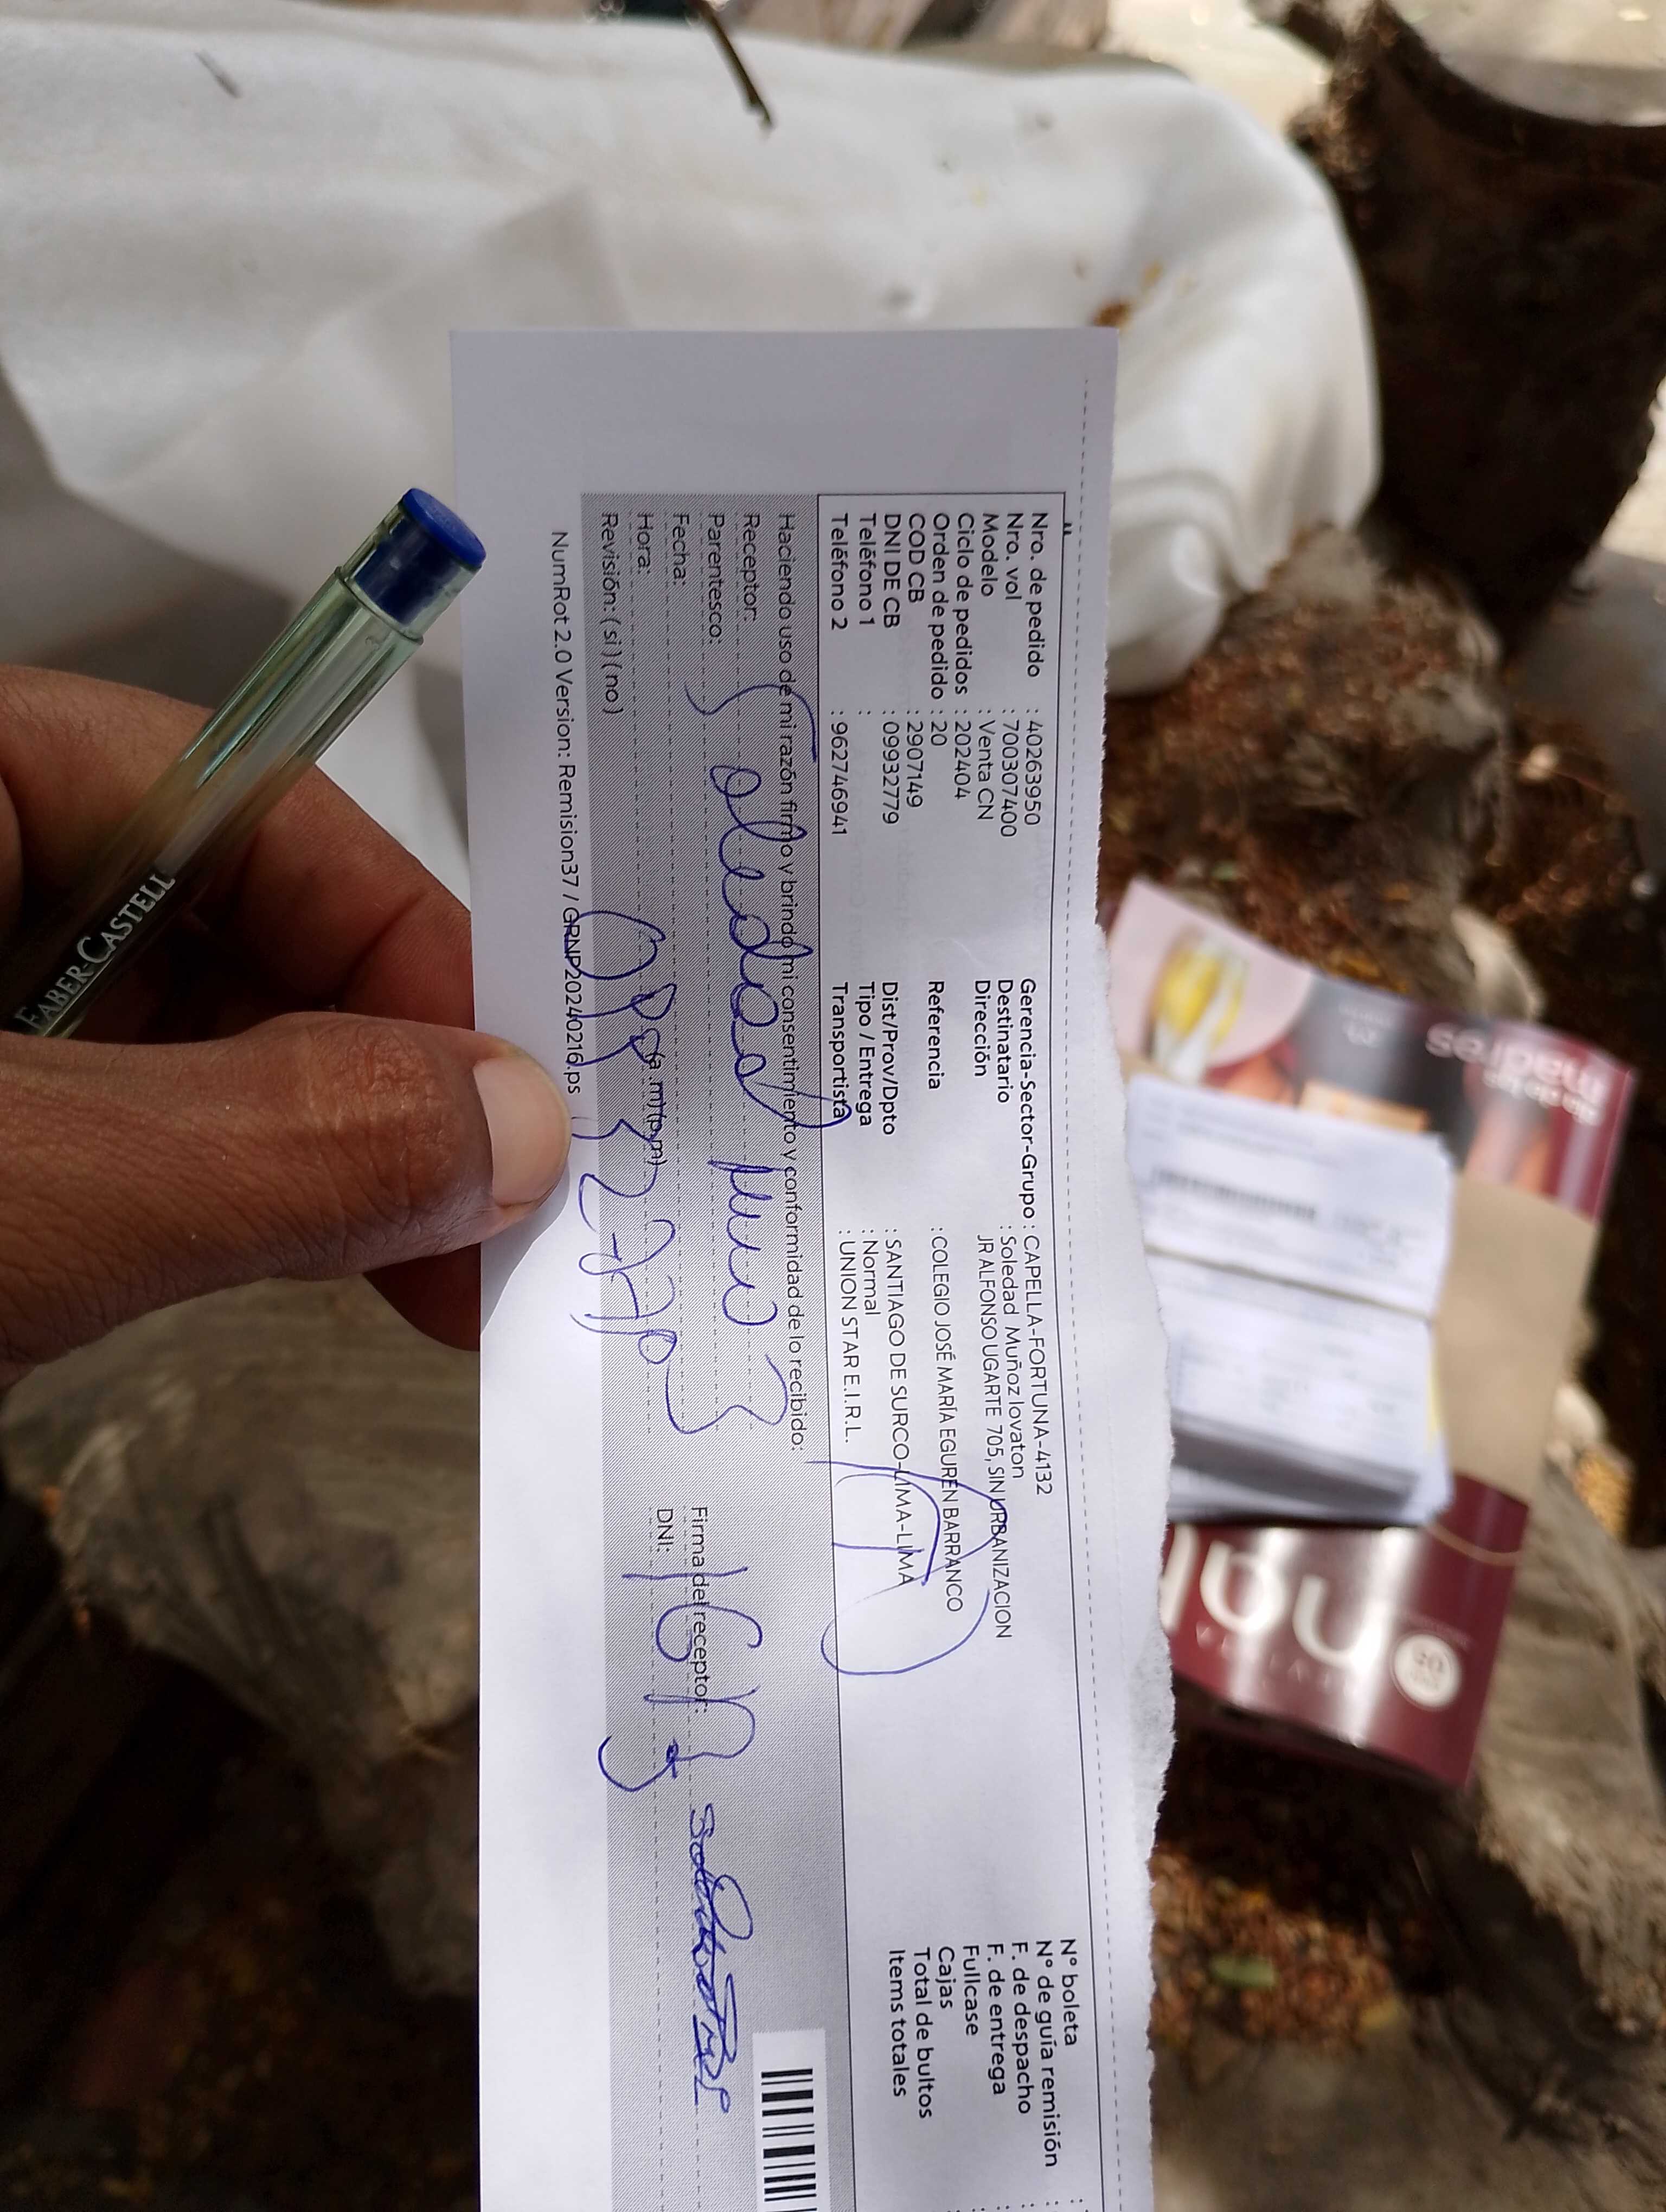 Nro. de pedido : 40263950
Nro. vol : 700307400
Modelo : Venta CN
Ciclo de pedidos : 202404
Orden de pedido : 20
COD CB : 2907149
DNI DE CB : 09932779
Teléfono 1 :
Teléfono 2 : 962746941
Gerencia-Sector-Grupo : CAPELLA-FORTUNA-4132
Destinatario : Soledad Muñoz lovaton
Dirección JR ALFONSO UGARTE 705, SIN URBANIZACION
Referencia : COLEGIO JOSÉ MARÍA EGUREN BARRANCO
Dist/Prov/Dpto : SANTIAGO DE SURCO-LIMA-LIMA
Tipo / Entrega : Normal
Transportista : UNION STAR E.I.R.L.
N° boleta :
N° de guía remisión :
F. de despacho :
F. de entrega :
Fullcase
Cajas
Total de bultos
Items totales
Haciendo uso de mi razón firmo y brindo mi consentimiento y conformidad de lo recibido:
Receptor: Soledad
Parentesco:
Fecha:
Hora: (a.m) (p.m)
Revisión: ( si ) ( no )
Firma del receptor:
DNI:
NumRot 2.0 Version: Remision37 / GRNP20240216.ps
FABER-CASTELL